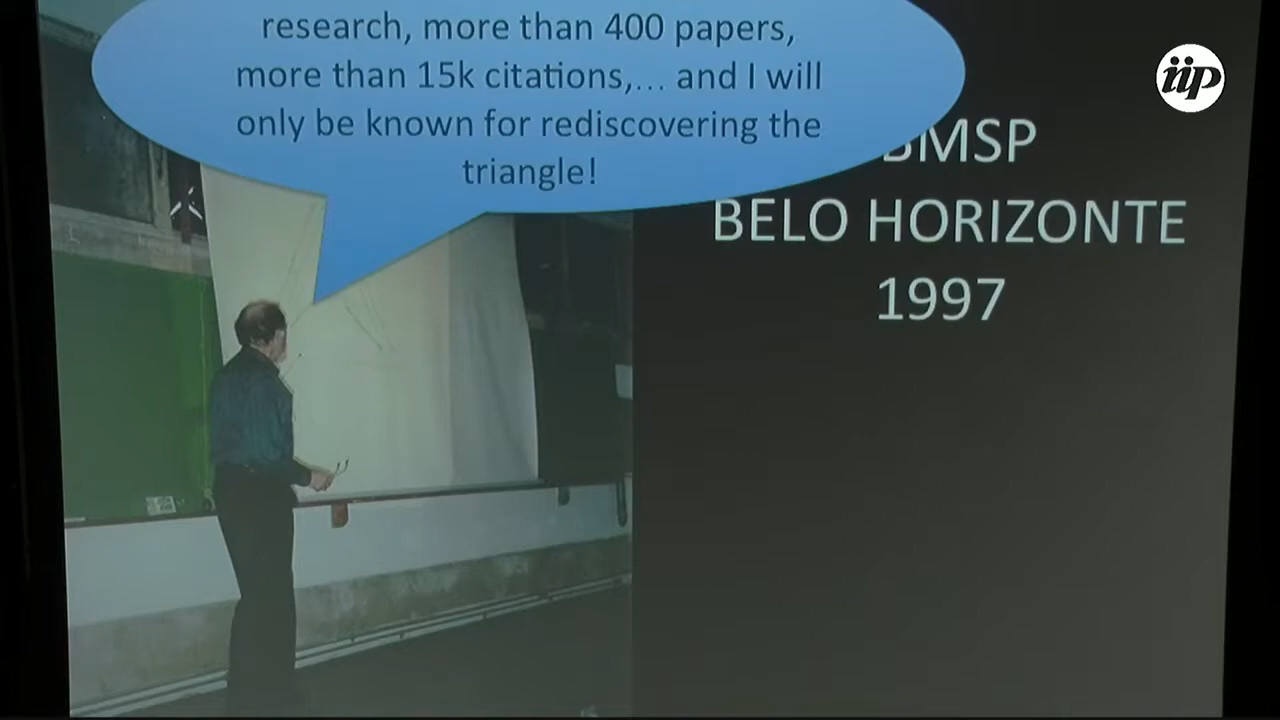 research, more than 400 papers,
more than 15k citations,... and I will
only be known for rediscovering the
triangle!
BMSP
BELO HORIZONTE
1997
iip